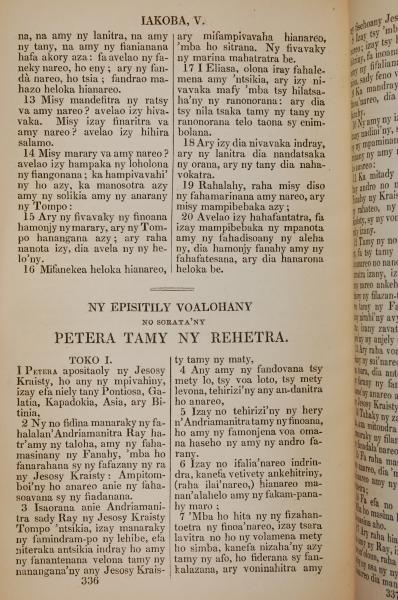 IAKOBA, V.
na, na amy ny lanitra, na amy
ny tany, na amy ny fianianana
hafa akory aza : fa avelao ny fa-
neky nareo, ho eny ; ary ny fan-
dà nareo, ho tsia ; fandrao ma-
hazo heloka hianareo.
13 Misy mandefitra ny ratsy
va amy nareo ? avelao izy hiva-
vaka. Misy izay finaritra va
amy nareo ? avelao izy hihira
salamo.
14 Misy marary va amy nareo ?
avelao izy hampaka ny loholona
ny fiangonana ; ka hampivavahi'
ny ho azy, ka manosotra azy
amy ny solikia amy ny anarany
ny Tompo :
15 Ary ny fivavaky ny finoana
hamonjy ny marary, ary ny Tom-
po hanangana azy ; ary raha
nanota izy, dia avela ny ny he-
lo'ny.
16 Mifanekea heloka hianareo,
ary mifampivavaha hianareo,
'mba ho sitrana. Ny fivavaky
ny marina mahatratra be.
17 I Eliasa, olona iray fahale-
mena amy 'ntsikia, ary izy ni-
vavaka mafy 'mba tsy hilatsa-
ha'ny ny ranonorana : ary dia
tsy nila tsaka tamy ny tany ny
ranonorana telo taona sy enim-
bolana.
18 Ary izy dia nivavaka indray,
ary ny lanitra dia nandatsaka
ny orana, ary ny tany dia naha-
vokatra.
19 Rahalahy, raha misy diso
ny fahamarinana amy nareo, ary
misy mampibebaka azy ;
20 Avelao izy hahafantatra, fa
izay mampibebaka ny mpanota
amy ny fahadisoany ny aleha
ny, dia hamonjy fanahy amy ny
fahafatesana, ary dia hanarona
heloka be.
NY EPISITILY VOALOHANY
NO SORATA'NY
PETERA TAMY NY REHETRA.
TOKO I.
I PETERA apositaoly ny Jesosy
Kraisty, ho any ny mpivahiny,
izay efa niely tany Pontiosa, Ga-
latia, Kapadokia, Asia, ary Bi-
tinia,
2 Ny no fidina manaraky ny fa-
halalan'Andriamanitra Ray ha-
tr'amy ny taloha, amy ny faha-
masinany ny Fanahy, 'mba ho
fanarahana sy ny fafazany ny ra
ny Jesosy Kraisty : Ampitom-
boi'ny ho anareo anie ny faha-
soavana sy ny fiadanana.
3 Isaorana anie Andriamani-
tra sady Ray ny Jesosy Kraisty
Tompo 'ntsikia, izay manaraky
ny famindram-po ny lehibe, efa
niteraka antsikia indray ho amy
ny fanantenana velona tamy ny
nanangana'ny any Jesosy Krais-
ty tamy ny maty,
4 Any amy ny fandovana tsy
mety lo, tsy voa loto, tsy mety
levona, tehirizi'ny any an-danitra
ho anareo,
5 Izay no tehirizi'ny ny hery
n'Andriamanitra tamy ny finoana,
ho amy ny famonjena voa oma-
na haseho ny amy ny andro fa-
rany.
6 Izay no ifalia'nareo indrin-
dra, kanefa vetivety ankehitriny,
(raha ilai'nareo,) hianareo ma-
nan'alahelo amy ny fakam-pana-
hy maro ;
7 'Mba ho hita ny ny fizahan-
toetra ny finoa'nareo, izay tsara
lavitra no ho ny volamena mety
ho simba, kanefa nizaha'ny azy
tamy ny afo, ho fiderana sy fan-
kalazana, ary voninahitra amy
336
337